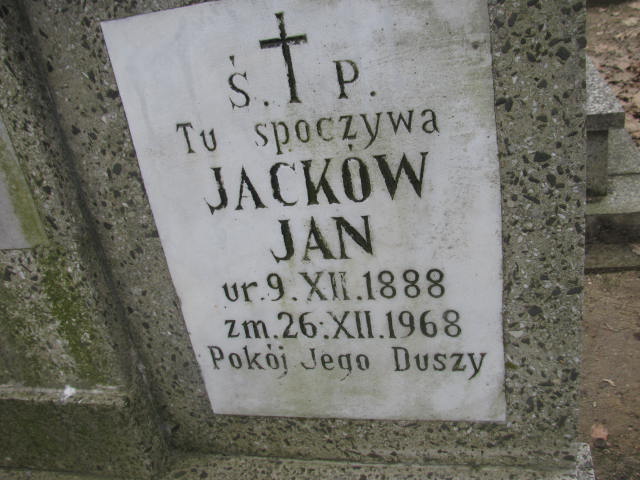 Ś. P.
Tu spoczywa
JACKÓW
JAN
ur. 9. XII. 1888
zm. 26. XII. 1968
Pokój Jego Duszy